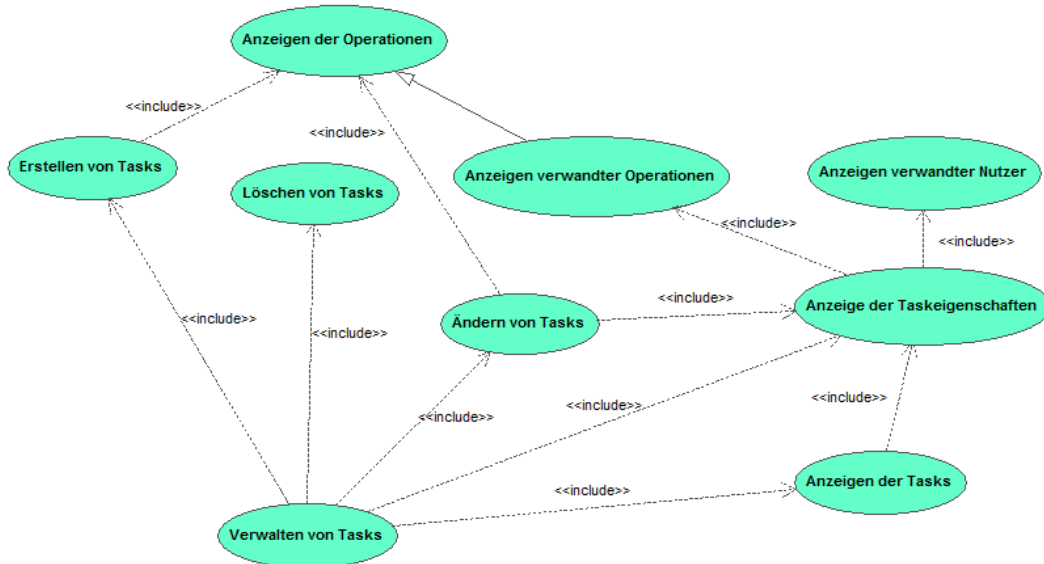 Anzeigen der Operationen
<<include>>
<<include>>
Erstellen von Tasks
Löschen von Tasks
Anzeigen verwandter Operationen
Anzeigen verwandter Nutzer
<<include>>
<<include>>
Anzeige der Taskeigenschaften
<<include>>
Ändern von Tasks
<<include>>
<<include>>
<<include>>
<<include>>
<<include>>
<<include>>
Anzeigen der Tasks
<<include>>
Verwalten von Tasks